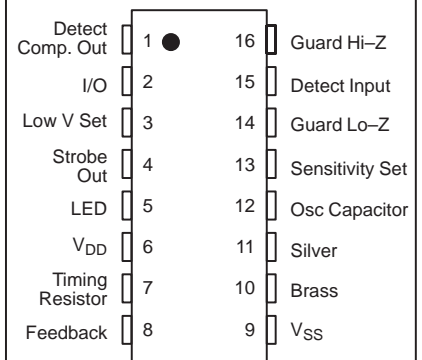 Detect
Comp. Out 1 16 Guard Hi–Z
I/O 2 15 Detect Input
Low V Set 3 14 Guard Lo–Z
Strobe
Out 4 13 Sensitivity Set
LED 5 12 Osc Capacitor
VDD 6 11 Silver
Timing
Resistor 7 10 Brass
Feedback 8 9 VSS